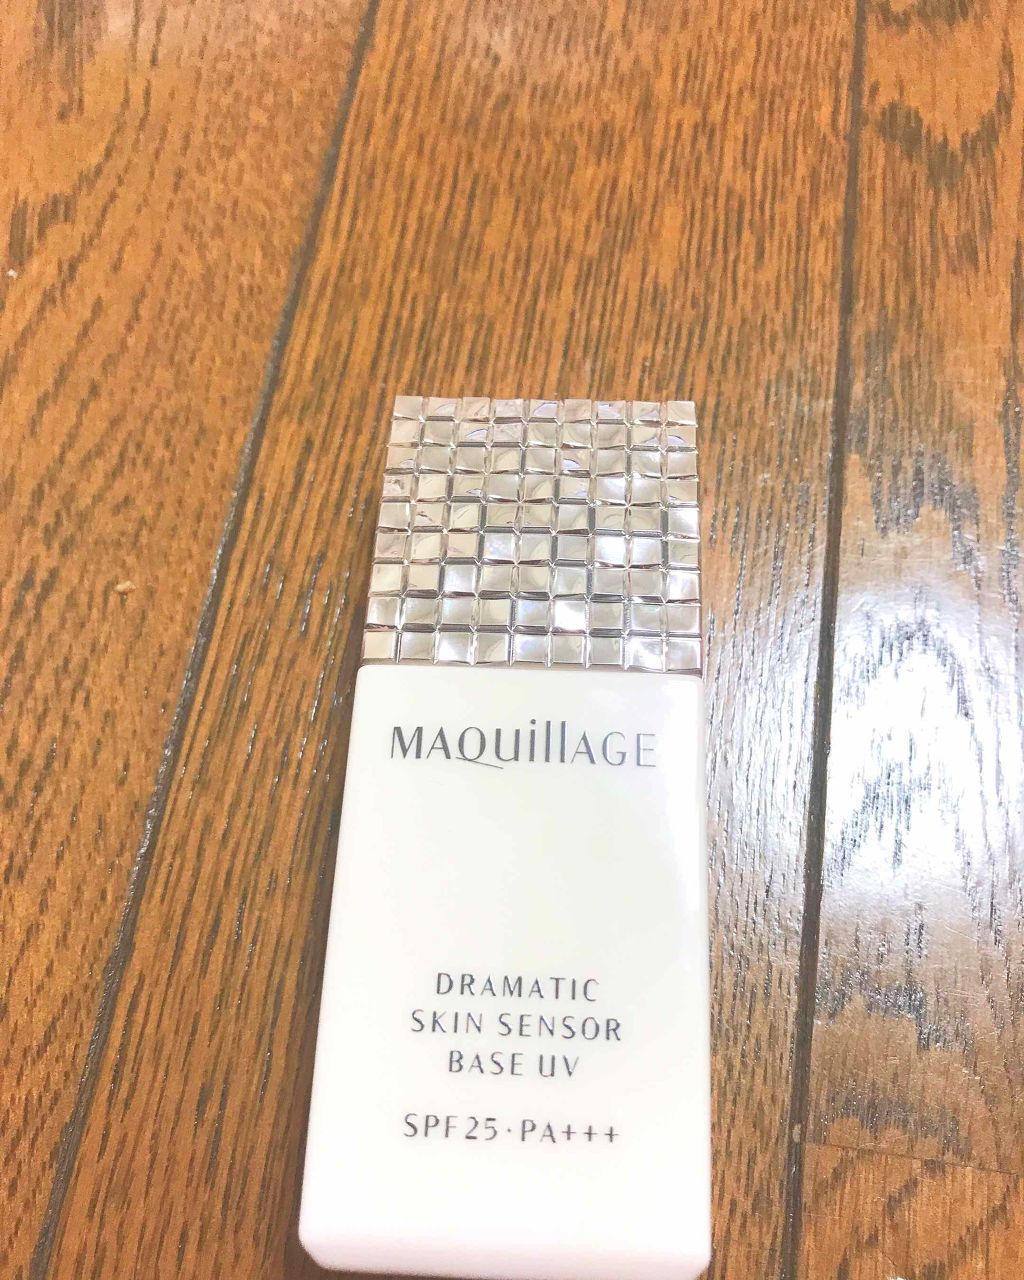 MAQuillAGE
DRAMATIC
SKIN SENSOR
BASE UV
SPF25·PA+++